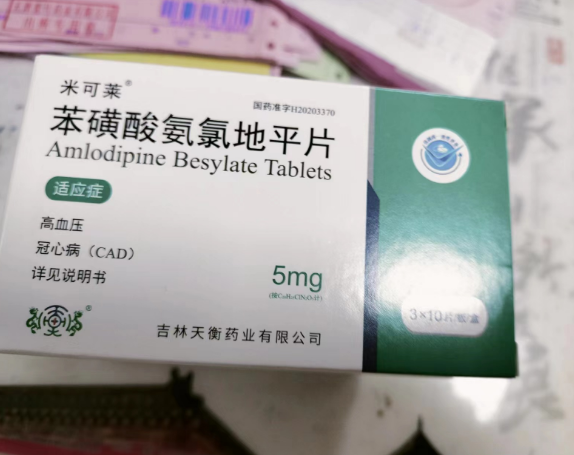 米可莱®
国药准字H20203370
苯磺酸氨氯地平片
Amlodipine Besylate Tablets
适应症
高血压
冠心病（CAD）
详见说明书
5mg
3×10片/板/盒
吉林天衡药业有限公司